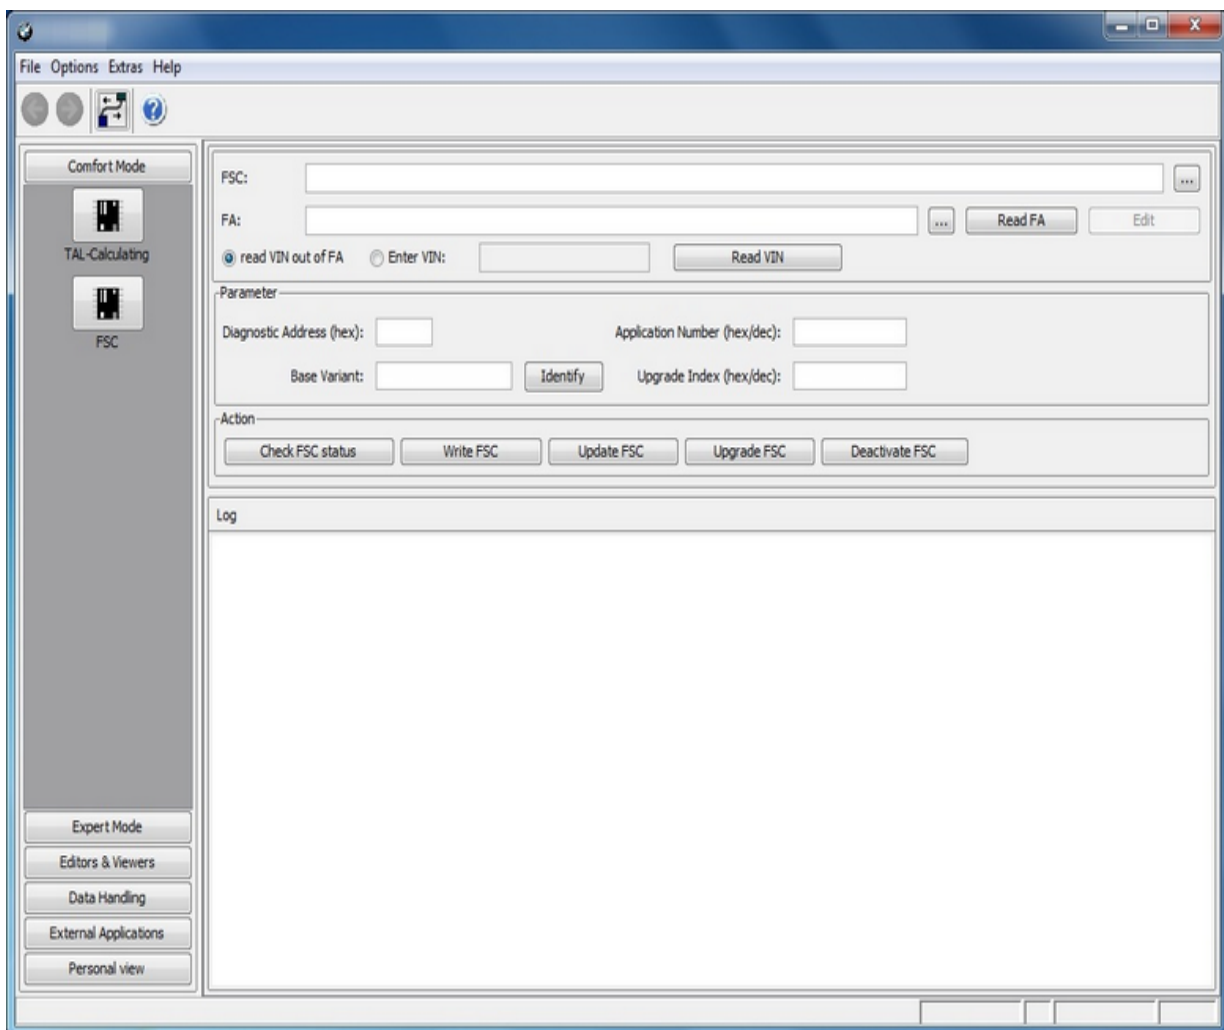 File Options Extras Help
Comfort Mode
TAL-Calculating
FSC
Expert Mode
Editors & Viewers
Data Handling
External Applications
Personal view
FSC: ...
FA: ... Read FA Edit
read VIN out of FA Enter VIN: Read VIN
Parameter
Diagnostic Address (hex): Application Number (hex/dec):
Base Variant: Identify Upgrade Index (hex/dec):
Action
Check FSC status Write FSC Update FSC Upgrade FSC Deactivate FSC
Log